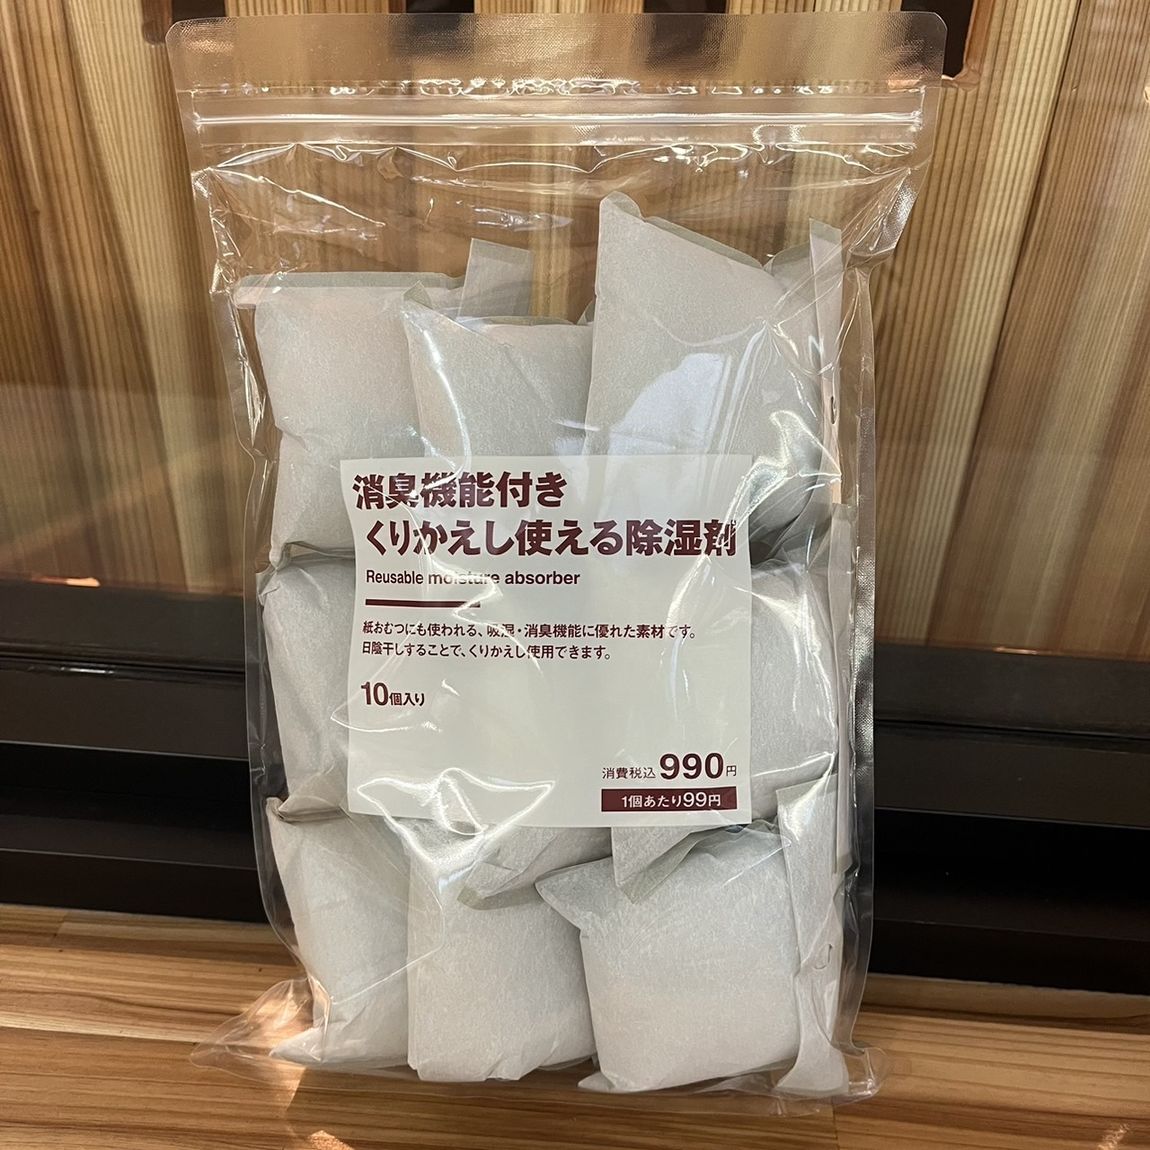 消臭機能付き
くりかえし使える除湿剤
Reusable moisture absorber
紙おむつにも使われる、吸湿・消臭機能に優れた素材です。
日陰干しすることで、くりかえし使用できます。
10個入り
消費税込990円
1個あたり99円